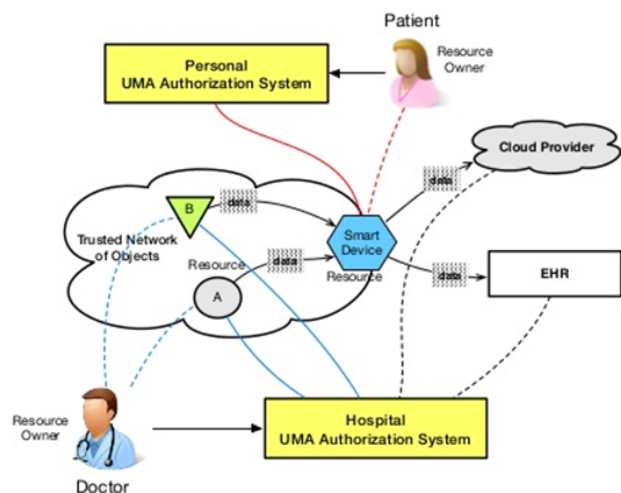 Patient
Resource
Owner
Personal
UMA Authorization System
Cloud Provider
data
B
data
Trusted Network
of Objects
Smart
Device
Resource
data
Resource
data
EHR
A
Resource
Owner
Hospital
UMA Authorization System
Doctor